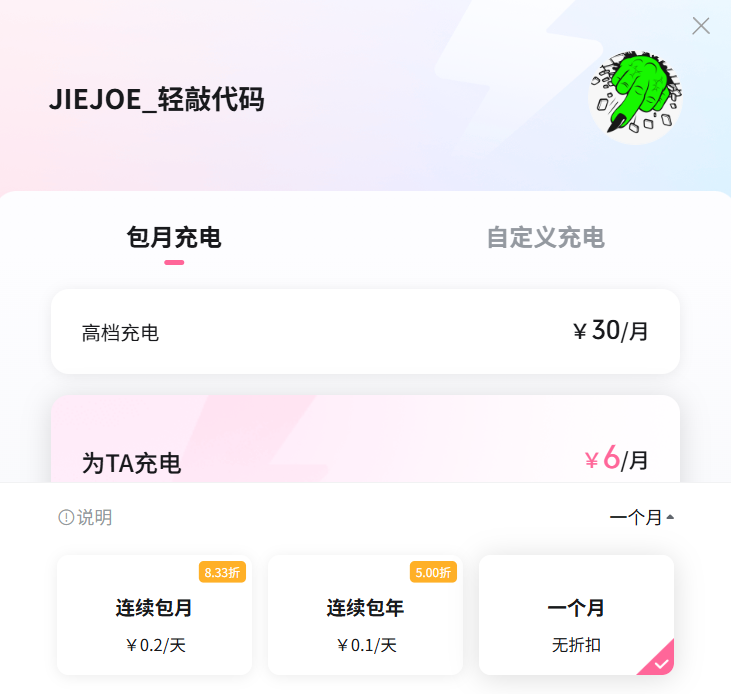 JIEJOE_轻敲代码
包月充电 自定义充电
高档充电 ￥30/月
为TA充电 ￥6/月
说明 一个月
8.33折 5.00折
连续包月 连续包年 一个月
￥0.2/天 ￥0.1/天 无折扣